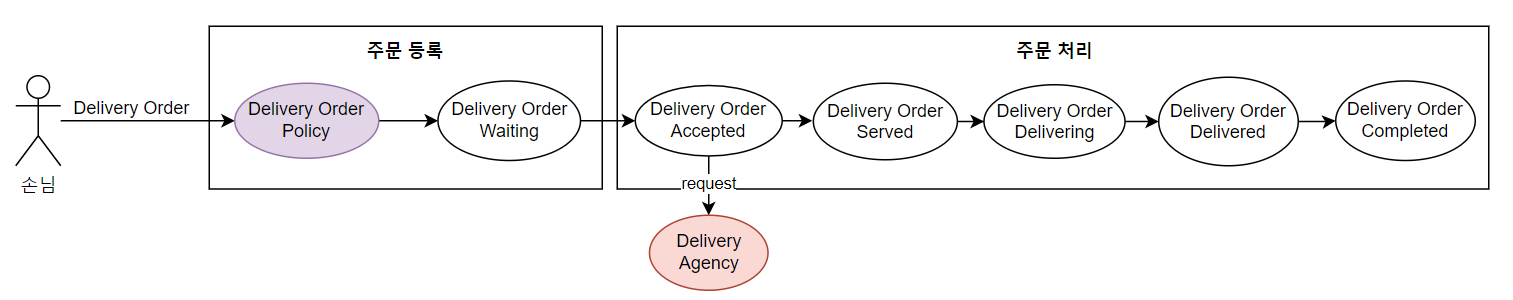 주문 등록
주문 처리
손님
Delivery Order
Delivery Order
Policy
Delivery Order
Waiting
Delivery Order
Accepted
Delivery Order
Served
Delivery Order
Delivering
Delivery Order
Delivered
Delivery Order
Completed
request
Delivery
Agency